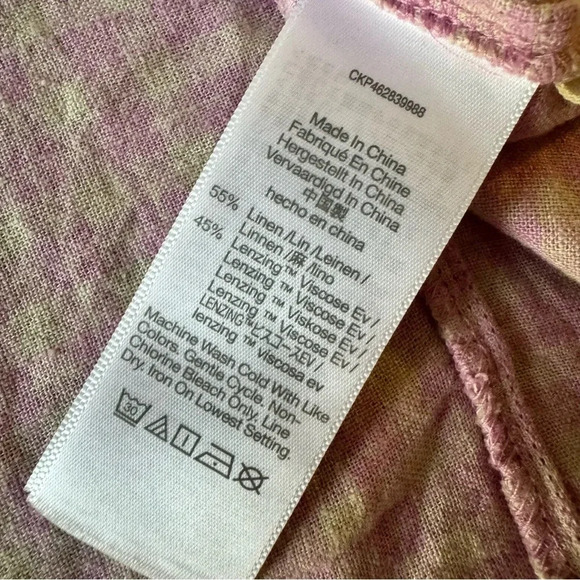 CKP462839988
Made In China
Fabriqué En Chine
Hergestellt In China
Vervaardigd In China
中国製
hecho en china
55% Linen /Lin /Leinen /
Linnen /麻 /lino
45% Lenzing™ Viscose Ev /
Lenzing ™ Viscose Ev /
Lenzing ™ Viskose Ev /
Lenzing ™ Viscose Ev /
LENZING™ビスコースEV /
lenzing ™ viscosa ev
Machine Wash Cold With Like
Colors. Gentle Cycle. Non-
Chlorine Bleach Only. Line
Dry. Iron On Lowest Setting.
30